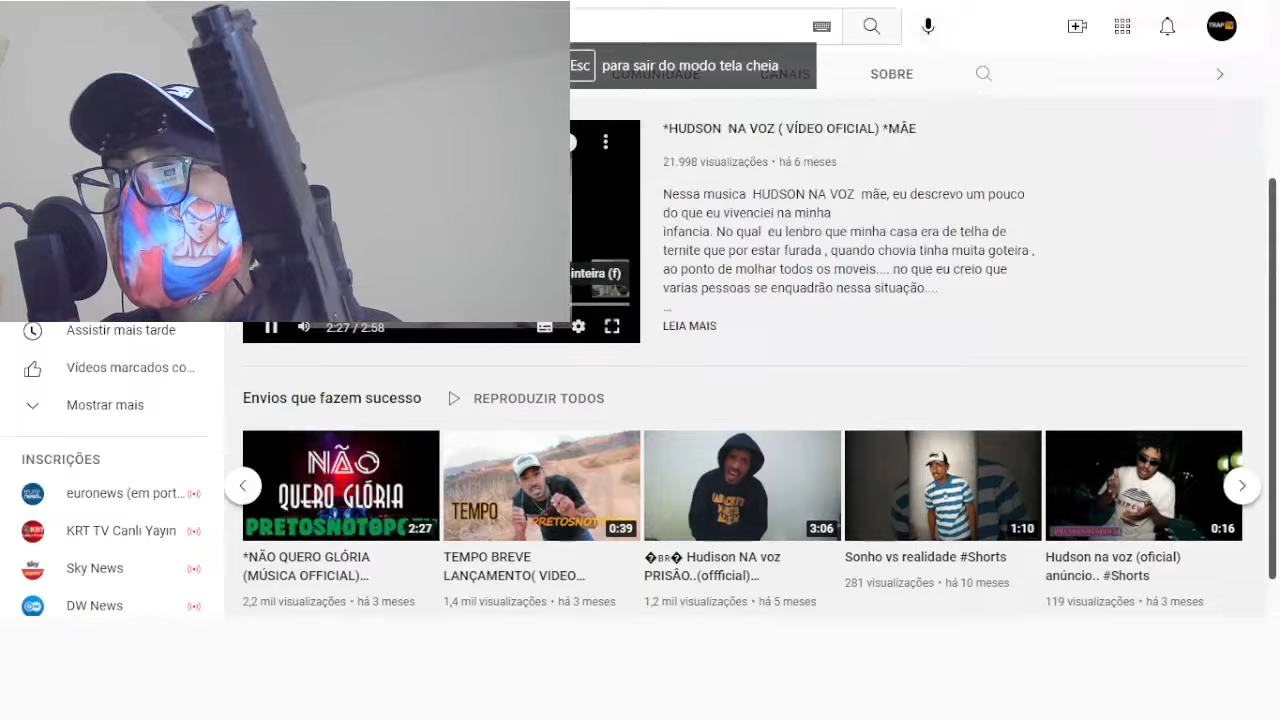 TRAP TV
Esc para sair do modo tela cheia
COMUNIDADE
CANAIS
SOBRE
*HUDSON NA VOZ ( VÍDEO OFICIAL) *MÃE
21.998 visualizações • há 6 meses
Nessa musica HUDSON NA VOZ mãe, eu descrevo um pouco
do que eu vivenciei na minha
infancia. No qual eu lenbro que minha casa era de telha de
ternite que por estar furada , quando chovia tinha muita goteira ,
ao ponto de molhar todos os moveis.... no que eu creio que
varias pessoas se enquadrão nessa situação....
...
LEIA MAIS
inteira (f)
2:27 / 2:58
Assistir mais tarde
Vídeos marcados co...
Mostrar mais
INSCRIÇÕES
euronews (em port...
KRT TV Canlı Yayın
Sky News
DW News
Envios que fazem sucesso
REPRODUZIR TODOS
NÃO
QUERO GLÓRIA
2:27
*NÃO QUERO GLÓRIA
(MÚSICA OFFICIAL)...
2,2 mil visualizações • há 3 meses
TEMPO
0:39
TEMPO BREVE
LANÇAMENTO( VIDEO...
1,4 mil visualizações • há 3 meses
3:06
�ʙʀ� Hudison NA voz
PRISÂO..(offficial)...
1,2 mil visualizações • há 5 meses
1:10
Sonho vs realidade #Shorts
281 visualizações • há 10 meses
PRETOSNOTOPO
0:16
Hudson na voz (oficial)
anúncio.. #Shorts
119 visualizações • há 3 meses